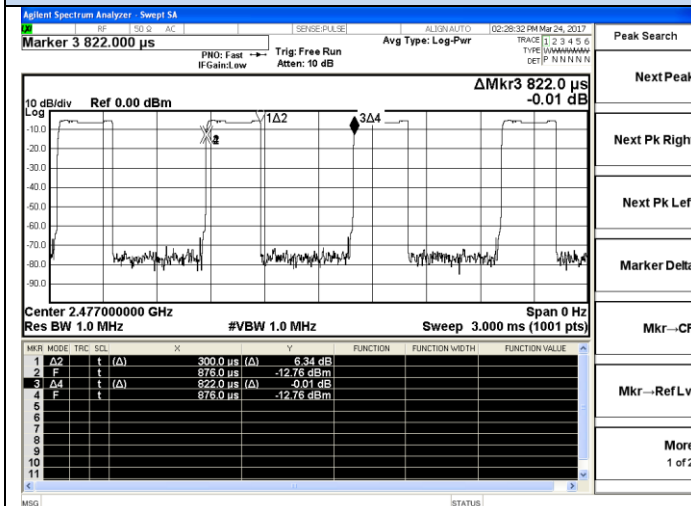 Agilent Spectrum Analyzer - Swept SA
RF 50 Ω AC SENSE:PULSE ALIGN AUTO 02:28:32 PM Mar 24, 2017
Marker 3 822.000 µs
PNO: Fast
IFGain:Low
Trig: Free Run
Atten: 10 dB
Avg Type: Log-Pwr
TRACE 1 2 3 4 5 6
TYPE
DET P N N N N N
ΔMkr3 822.0 µs
-0.01 dB
10 dB/div Ref 0.00 dBm
Log
1Δ2
3Δ4
-10.0
-20.0
-30.0
-40.0
-50.0
-60.0
-70.0
-80.0
-90.0
Center 2.477000000 GHz Span 0 Hz
Res BW 1.0 MHz #VBW 1.0 MHz Sweep 3.000 ms (1001 pts)
MKR MODE TRC SCL X Y FUNCTION FUNCTION WIDTH FUNCTION VALUE
1 Δ2 t (Δ) 300.0 µs (Δ) 6.34 dB
2 F t 876.0 µs -12.76 dBm
3 Δ4 t (Δ) 822.0 µs (Δ) -0.01 dB
4 F t 876.0 µs -12.76 dBm
5
6
7
8
9
10
11
MSG STATUS
Peak Search
Next Peak
Next Pk Right
Next Pk Left
Marker Delta
Mkr→CF
Mkr→Ref Lvl
More
1 of 2